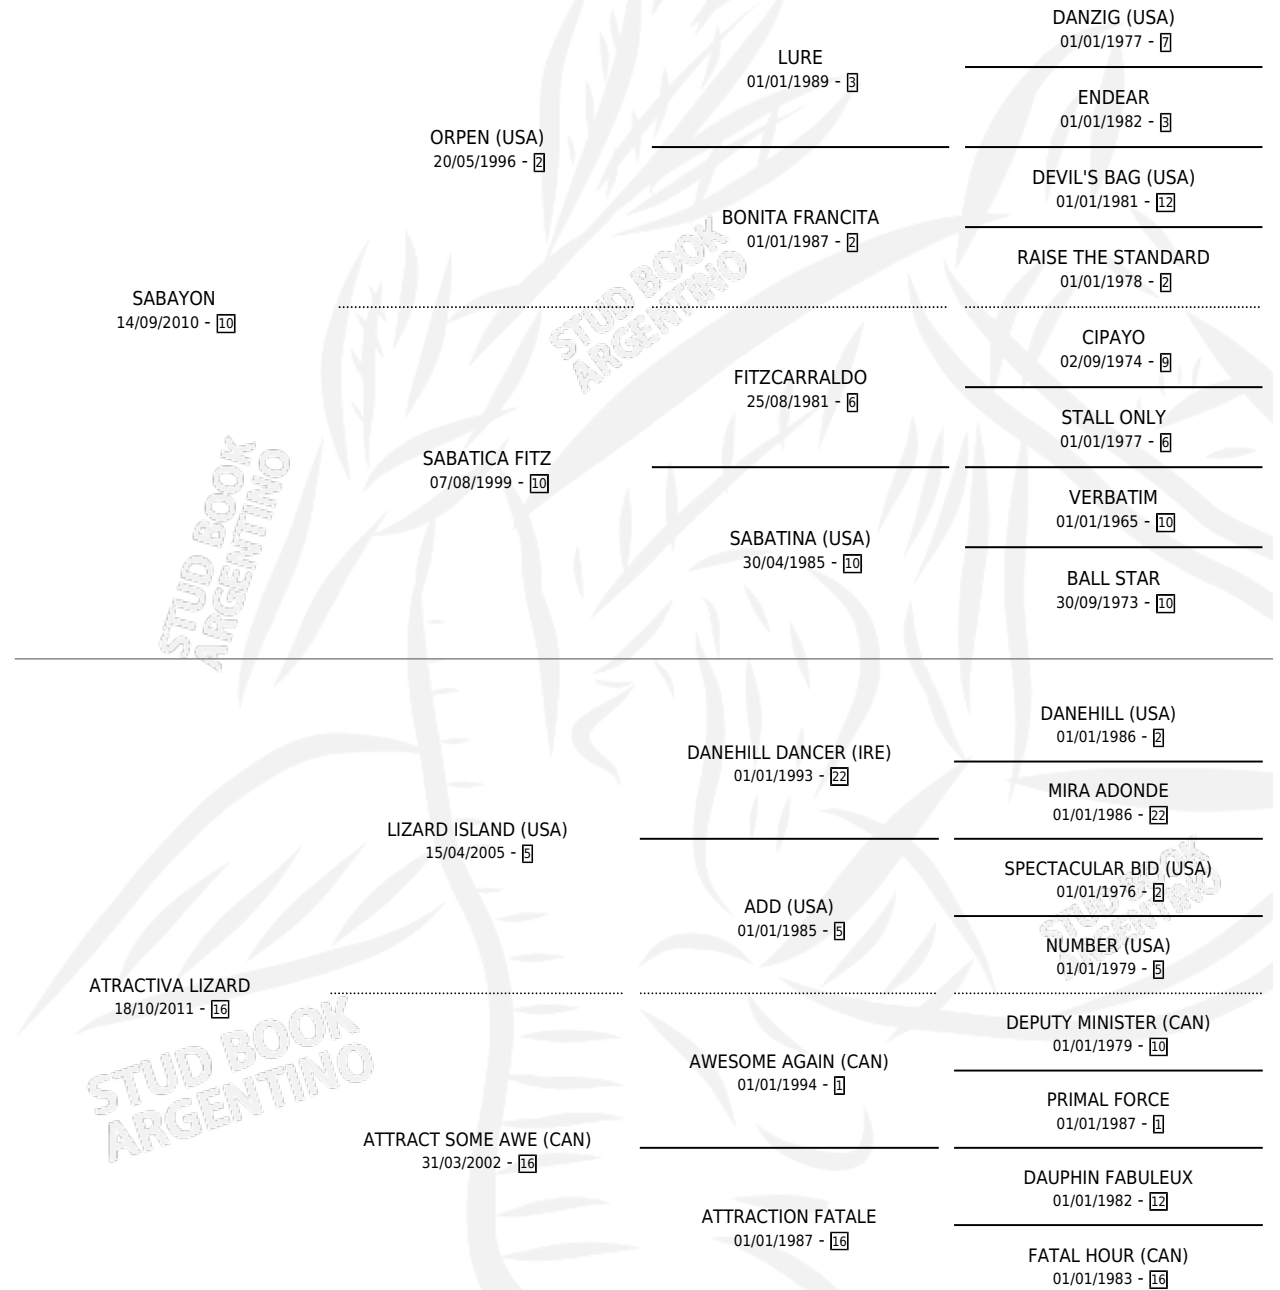 DANZIG (USA)
01/01/1977 - 7
LURE
01/01/1989 - 3
ENDEAR
01/01/1982 - 3
ORPEN (USA)
20/05/1996 - 2
DEVIL'S BAG (USA)
01/01/1981 - 12
BONITA FRANCITA
01/01/1987 - 2
RAISE THE STANDARD
01/01/1978 - 2
SABAYON
14/09/2010 - 10
STUD BOOK
ARGENTINO
CIPAYO
02/09/1974 - 9
FITZCARRALDO
25/08/1981 - 6
STALL ONLY
01/01/1977 - 6
SABATICA FITZ
07/08/1999 - 10
VERBATIM
01/01/1965 - 10
SABATINA (USA)
30/04/1985 - 10
BALL STAR
30/09/1973 - 10
STUD BOOK
ARGENTINO
DANEHILL (USA)
01/01/1986 - 2
DANEHILL DANCER (IRE)
01/01/1993 - 22
MIRA ADONDE
01/01/1986 - 22
LIZARD ISLAND (USA)
15/04/2005 - 5
SPECTACULAR BID (USA)
01/01/1976 - 2
ADD (USA)
01/01/1985 - 5
STUD BOOK
ARGENTINO
NUMBER (USA)
01/01/1979 - 5
ATRACTIVA LIZARD
18/10/2011 - 16
STUD BOOK
ARGENTINO
DEPUTY MINISTER (CAN)
01/01/1979 - 10
AWESOME AGAIN (CAN)
01/01/1994 - 1
PRIMAL FORCE
01/01/1987 - 1
ATTRACT SOME AWE (CAN)
31/03/2002 - 16
DAUPHIN FABULEUX
01/01/1982 - 12
ATTRACTION FATALE
01/01/1987 - 16
FATAL HOUR (CAN)
01/01/1983 - 16